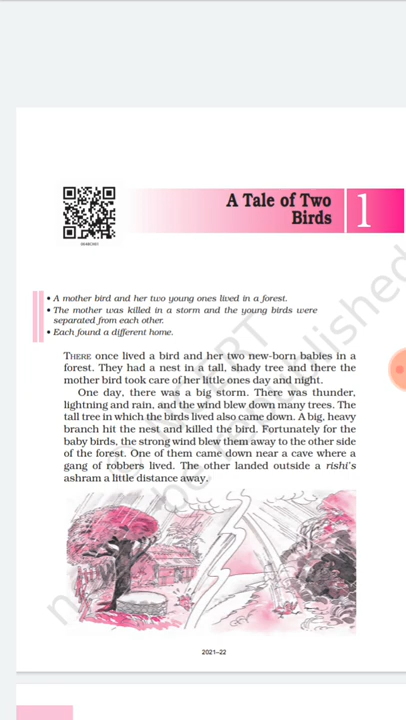 A Tale of Two
Birds
1
• A mother bird and her two young ones lived in a forest.
• The mother was killed in a storm and the young birds were
separated from each other.
• Each found a different home.
THERE once lived a bird and her two new-born babies in a
forest. They had a nest in a tall, shady tree and there the
mother bird took care of her little ones day and night.
One day, there was a big storm. There was thunder,
lightning and rain, and the wind blew down many trees. The
tall tree in which the birds lived also came down. A big, heavy
branch hit the nest and killed the bird. Fortunately for the
baby birds, the strong wind blew them away to the other side
of the forest. One of them came down near a cave where a
gang of robbers lived. The other landed outside a rishi's
ashram a little distance away.
2021–22